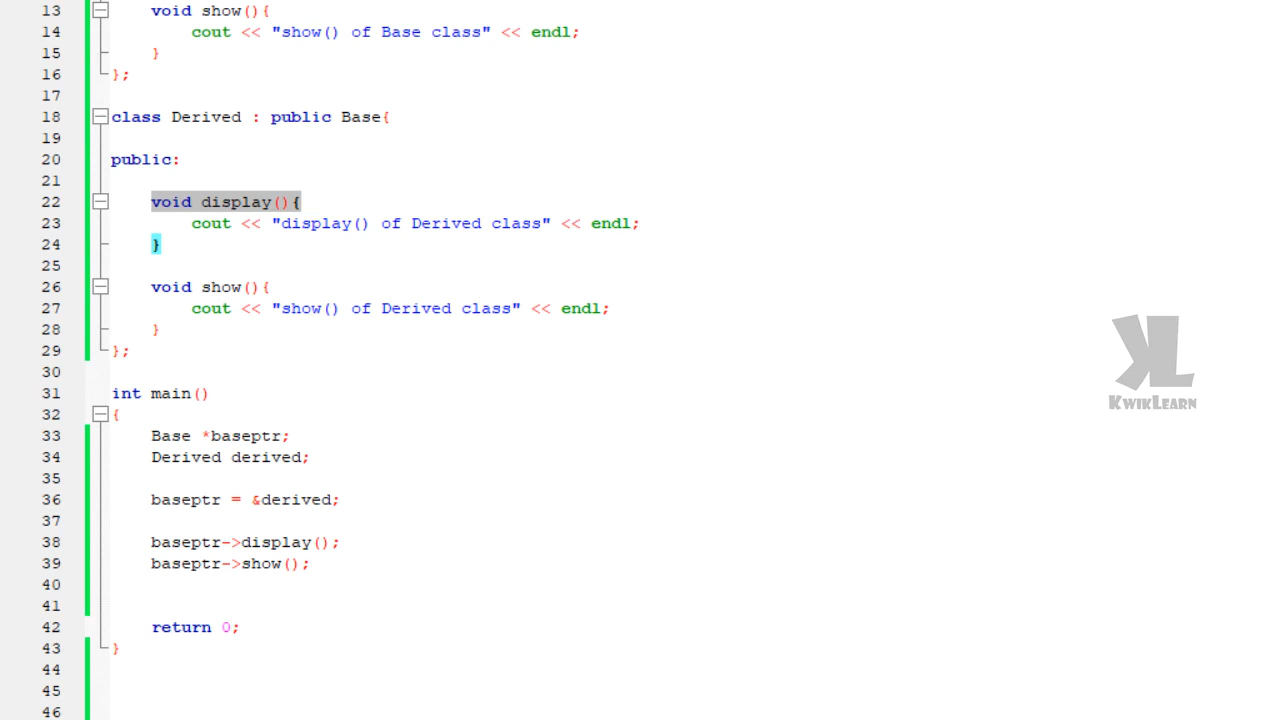 13 void show(){
14 cout << "show() of Base class" << endl;
15 }
16 };
17
18 class Derived : public Base{
19
20 public:
21
22 void display(){
23 cout << "display() of Derived class" << endl;
24 }
25
26 void show(){
27 cout << "show() of Derived class" << endl;
28 }
29 };
30
31 int main()
32 {
33 Base *baseptr;
34 Derived derived;
35
36 baseptr = &derived;
37
38 baseptr->display();
39 baseptr->show();
40
41
42 return 0;
43 }
44
45
46
KL
KWIKLEARN